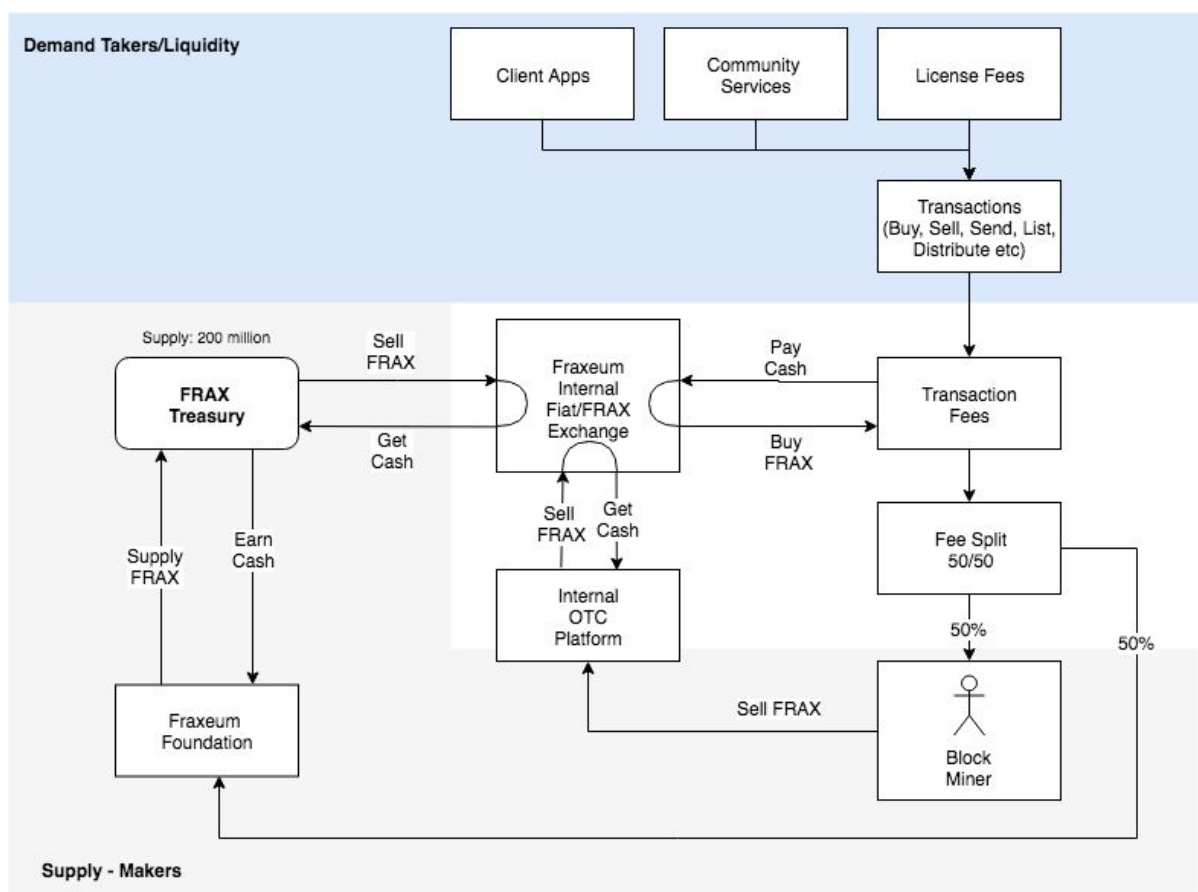 Demand Takers/Liquidity
Client Apps
Community
Services
License Fees
Transactions
(Buy, Sell, Send, List,
Distribute etc)
Supply: 200 million
FRAX
Treasury
Sell
FRAX
Get
Cash
Fraxeum
Internal
Fiat/FRAX
Exchange
Pay
Cash
Buy
FRAX
Transaction
Fees
Supply
FRAX
Earn
Cash
Sell
FRAX
Get
Cash
Fee Split
50/50
Internal
OTC
Platform
50%
50%
Fraxeum
Foundation
Sell FRAX
Block
Miner
Supply - Makers